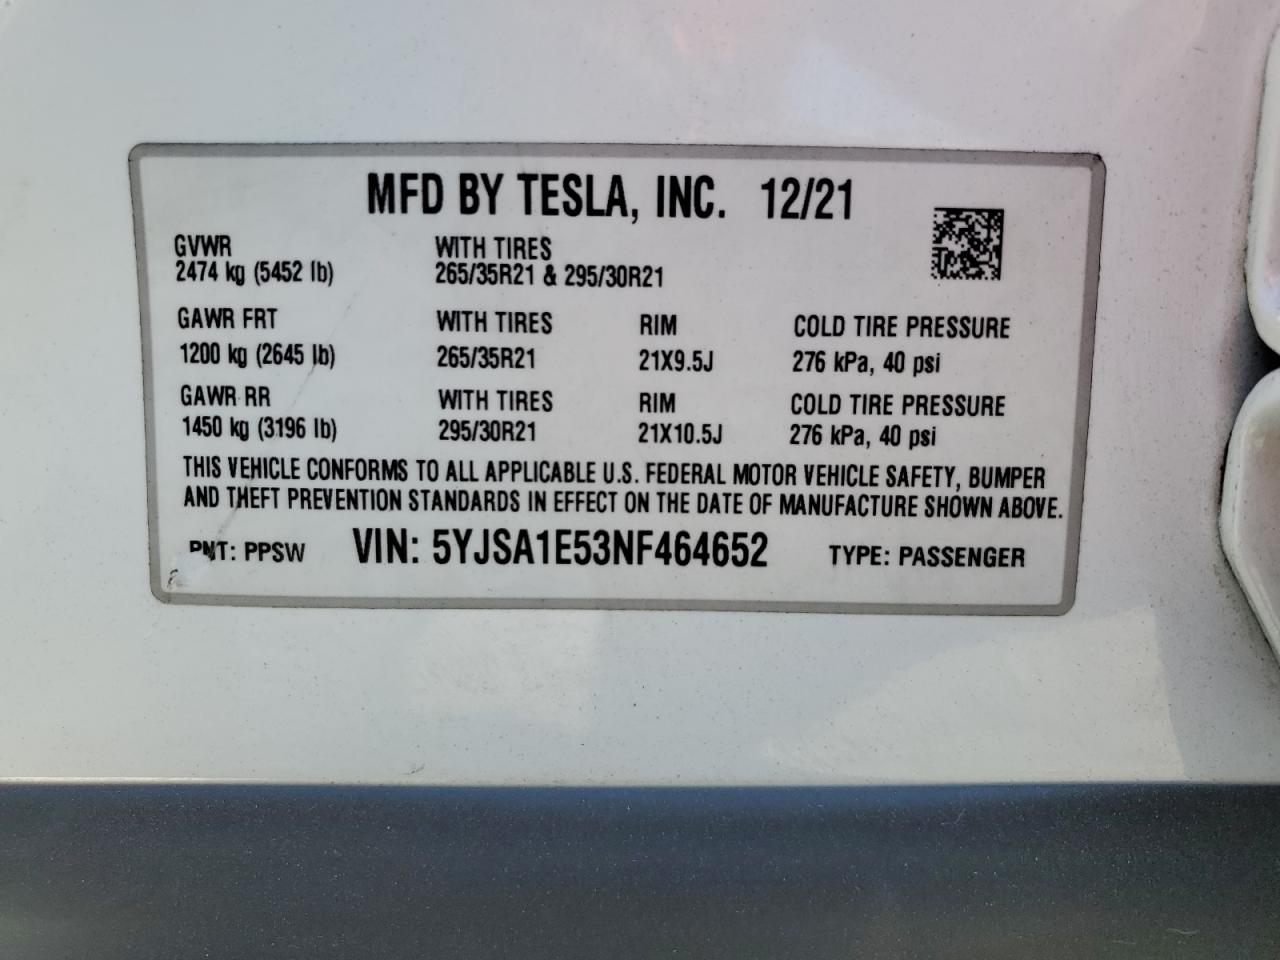 MFD BY TESLA, INC. 12/21
GVWR WITH TIRES
2474 kg (5452 lb) 265/35R21 & 295/30R21
GAWR FRT WITH TIRES RIM COLD TIRE PRESSURE
1200 kg (2645 lb) 265/35R21 21X9.5J 276 kPa, 40 psi
GAWR RR WITH TIRES RIM COLD TIRE PRESSURE
1450 kg (3196 lb) 295/30R21 21X10.5J 276 kPa, 40 psi
THIS VEHICLE CONFORMS TO ALL APPLICABLE U.S. FEDERAL MOTOR VEHICLE SAFETY, BUMPER
AND THEFT PREVENTION STANDARDS IN EFFECT ON THE DATE OF MANUFACTURE SHOWN ABOVE.
PNT: PPSW VIN: 5YJSA1E53NF464652 TYPE: PASSENGER